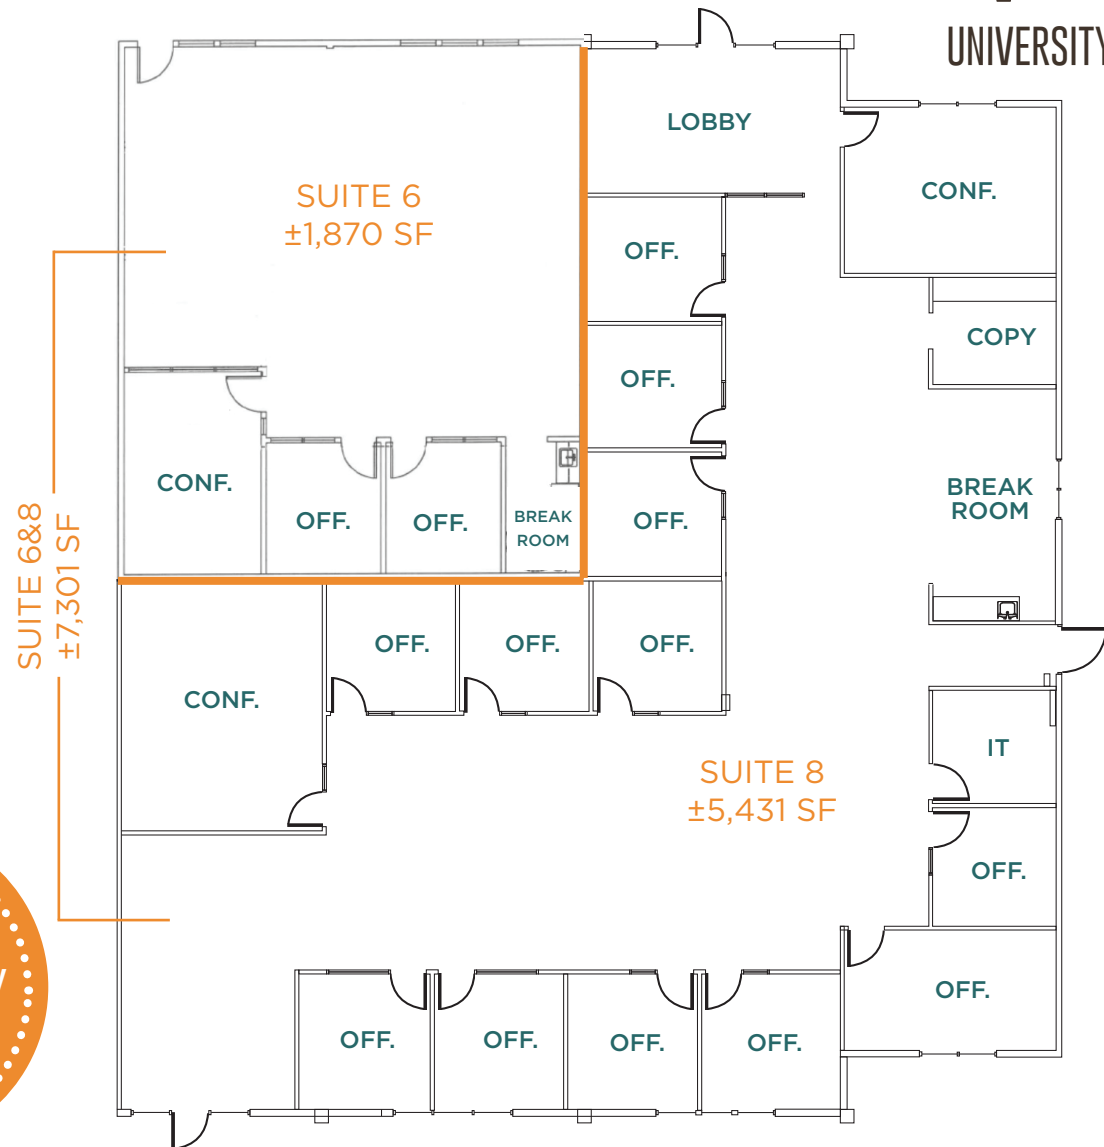 UNIVERSITY
LOBBY
CONF.
SUITE 6
±1,870 SF
OFF.
COPY
OFF.
CONF.
OFF.
OFF.
BREAK
ROOM
OFF.
BREAK
ROOM
SUITE 6&8
±7,301 SF
OFF.
OFF.
OFF.
CONF.
IT
SUITE 8
±5,431 SF
OFF.
OFF.
OFF.
OFF.
OFF.
OFF.